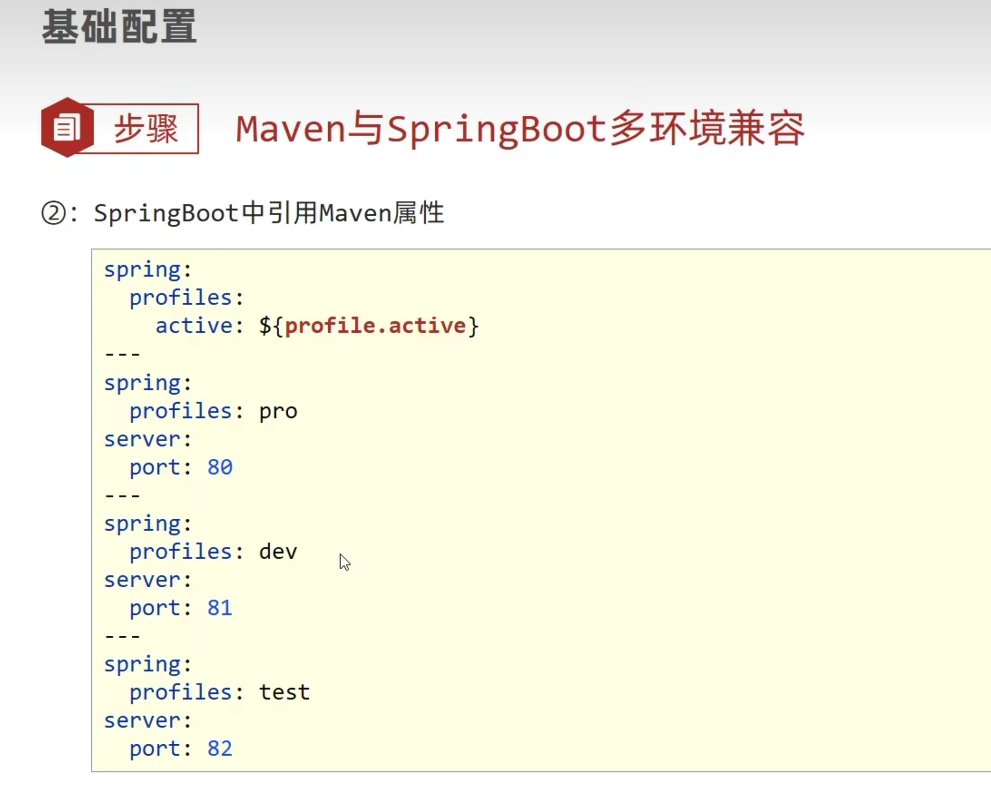 基础配置
步骤
Maven与SpringBoot多环境兼容
②：SpringBoot中引用Maven属性
spring:
  profiles:
    active: ${profile.active}
---
spring:
  profiles: pro
server:
  port: 80
---
spring:
  profiles: dev
server:
  port: 81
---
spring:
  profiles: test
server:
  port: 82